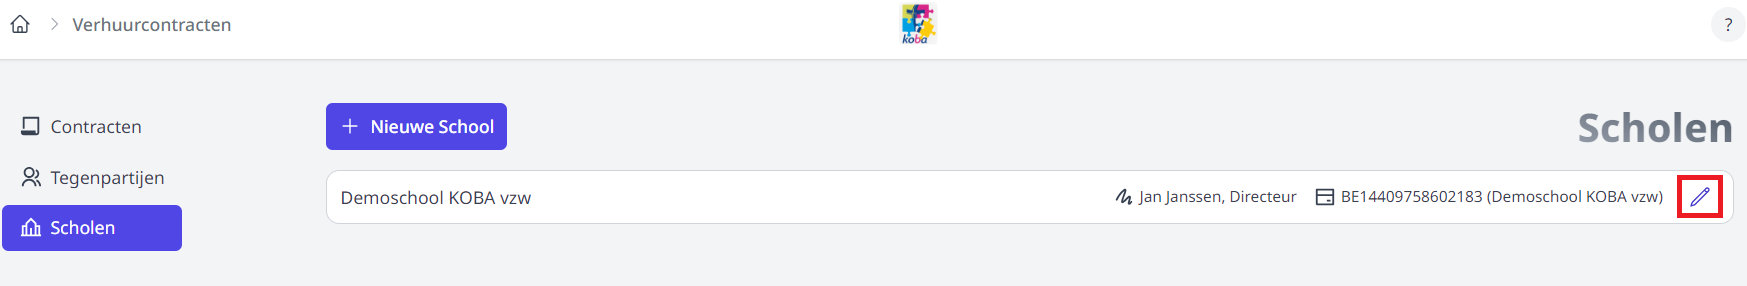 Verhuurcontracten
koba
?
Contracten
Tegenpartijen
Scholen
+ Nieuwe School
Scholen
Demoschool KOBA vzw
Jan Janssen, Directeur
BE14409758602183 (Demoschool KOBA vzw)